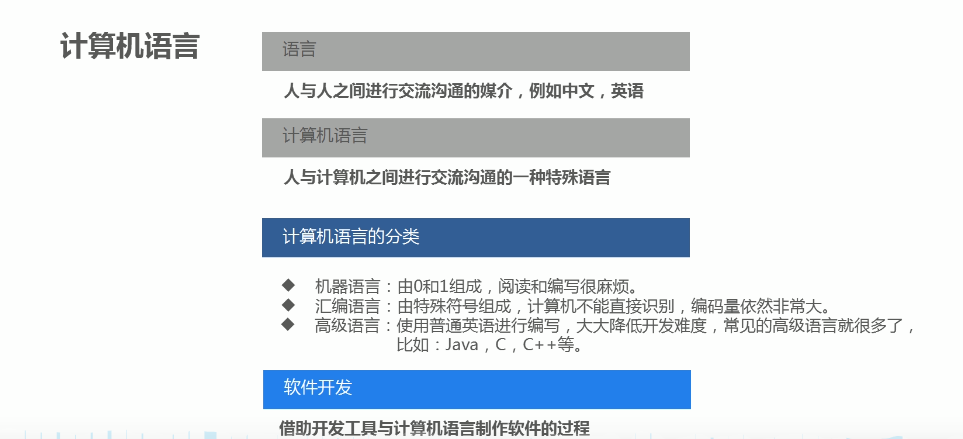 计算机语言
语言
人与人之间进行交流沟通的媒介，例如中文，英语
计算机语言
人与计算机之间进行交流沟通的一种特殊语言
计算机语言的分类
◆ 机器语言：由0和1组成，阅读和编写很麻烦。
◆ 汇编语言：由特殊符号组成，计算机不能直接识别，编码量依然非常大。
◆ 高级语言：使用普通英语进行编写，大大降低开发难度，常见的高级语言就很多了，
比如：Java，C，C++等。
软件开发
借助开发工具与计算机语言制作软件的过程